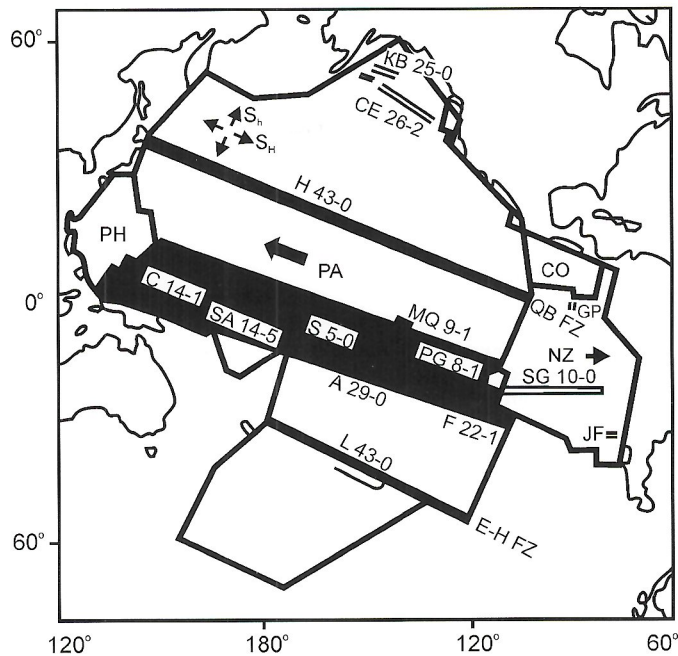 60°
KB 25-0
CE 26-2
Sh
SH
H 43-0
PH
PA
CO
0°
C 14-1
SA 14-5
S 5-0
MQ 9-1
QB FZ
GP
PG 8-1
NZ
SG 10-0
A 29-0
F 22-1
JF
L 43-0
E-H FZ
60°
120°
180°
120°
60°